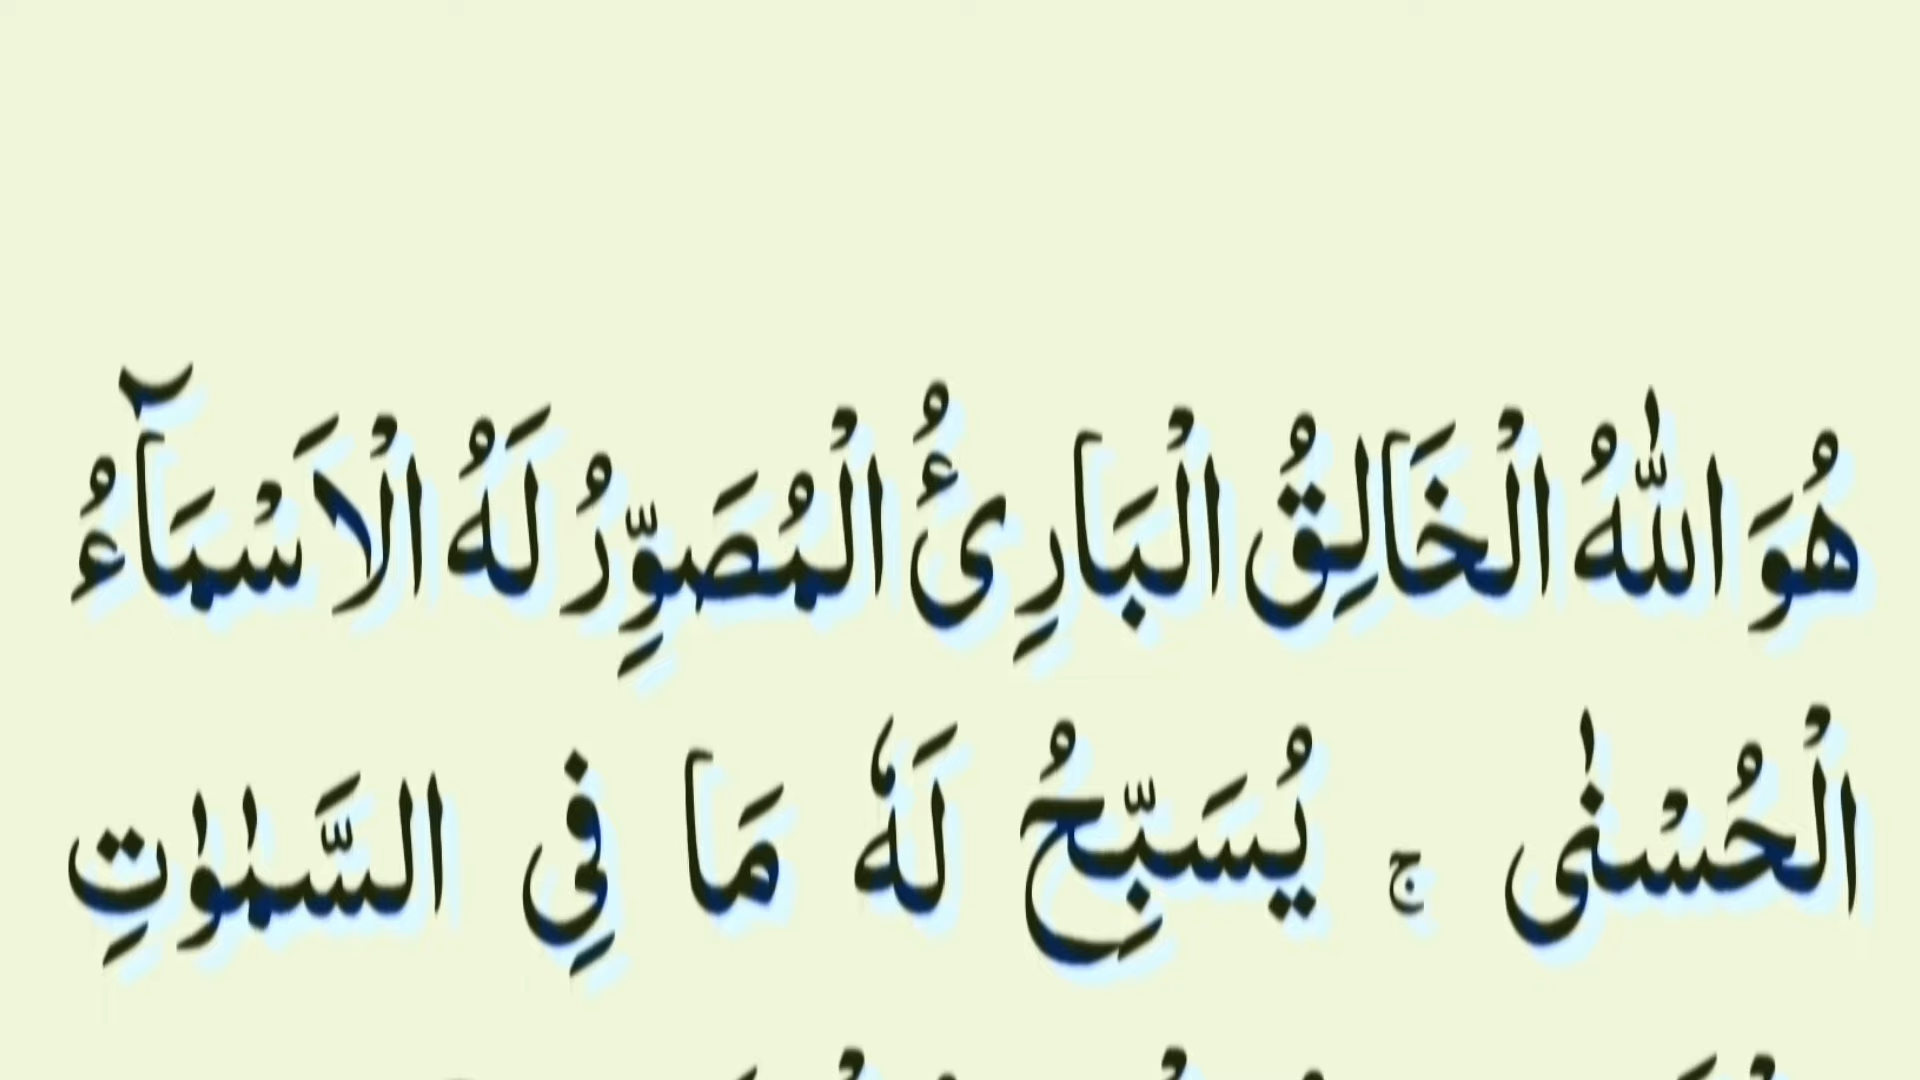 هُوَ اللّٰهُ الْخَالِقُ الْبَارِئُ الْمُصَوِّرُ لَهُ الْاَسْمَآءُ
الْحُسْنٰى ج يُسَبِّحُ لَهٗ مَا فِى السَّمٰوٰتِ